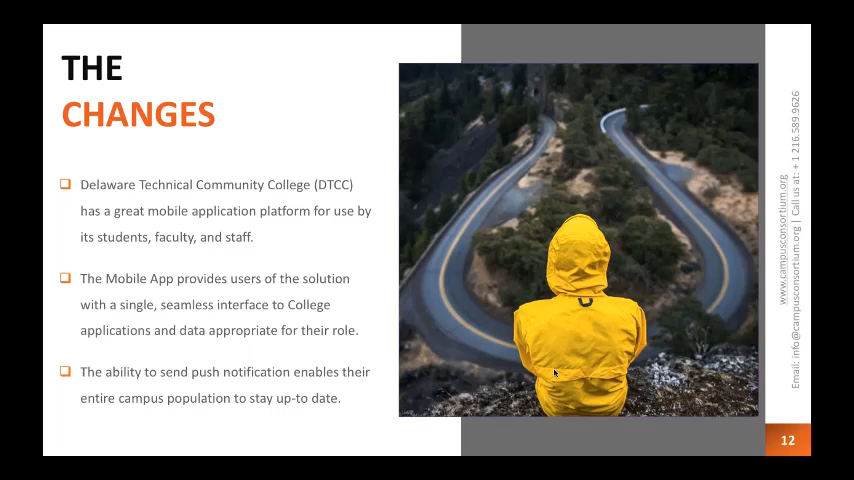 THE
CHANGES
Delaware Technical Community College (DTCC)
has a great mobile application platform for use by
its students, faculty, and staff.
The Mobile App provides users of the solution
with a single, seamless interface to College
applications and data appropriate for their role.
The ability to send push notification enables their
entire campus population to stay up-to date.
www.campusconsortium.org
Email: info@campusconsortium.org | Call us at: + 1 216.589.9626
12